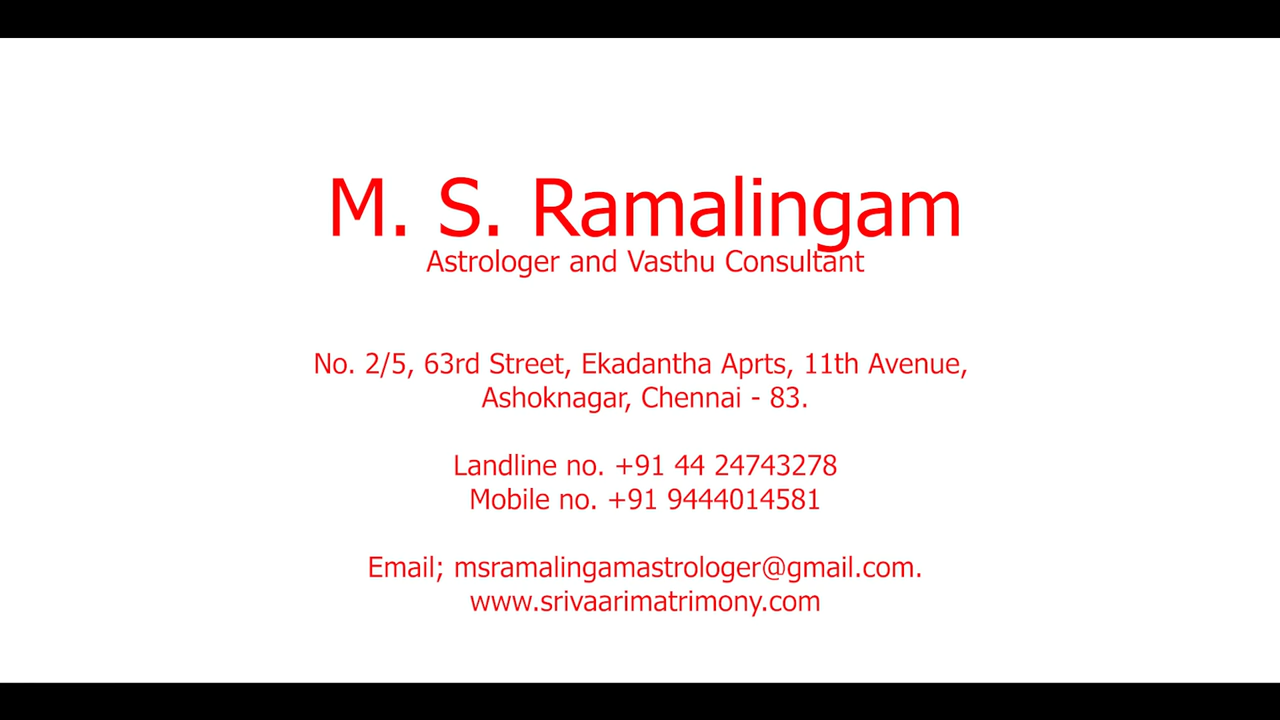 M. S. Ramalingam
Astrologer and Vasthu Consultant
No. 2/5, 63rd Street, Ekadantha Aprts, 11th Avenue,
Ashoknagar, Chennai - 83.
Landline no. +91 44 24743278
Mobile no. +91 9444014581
Email; msramalingamastrologer@gmail.com.
www.srivaarimatrimony.com